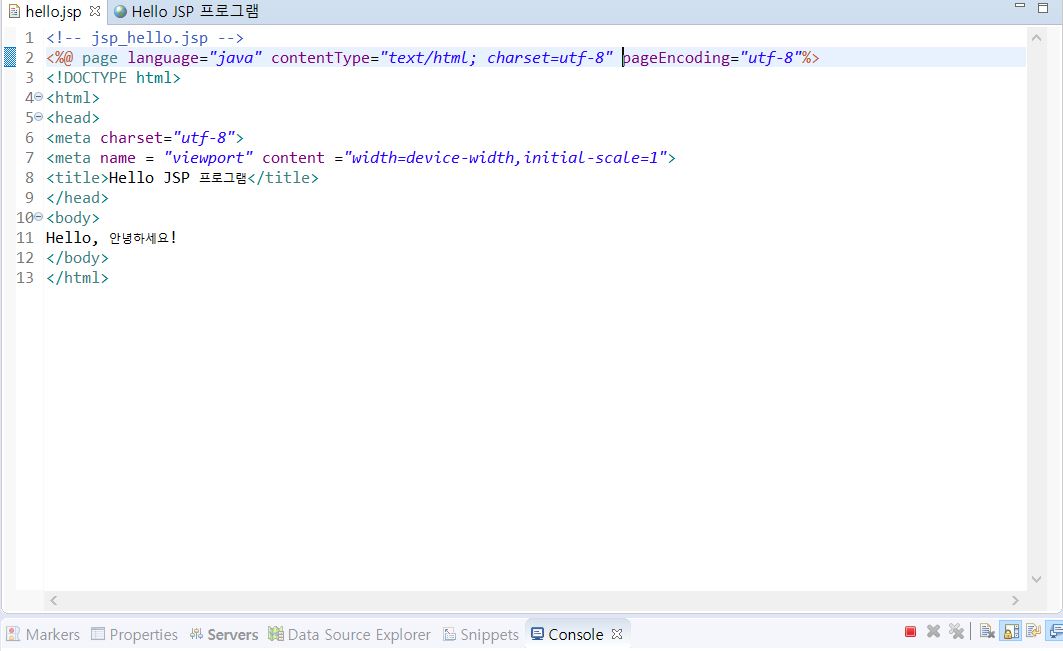 hello.jsp Hello JSP 프로그램
1 <!-- jsp_hello.jsp -->
2 <%@ page language="java" contentType="text/html; charset=utf-8" pageEncoding="utf-8"%>
3 <!DOCTYPE html>
4 <html>
5 <head>
6 <meta charset="utf-8">
7 <meta name = "viewport" content ="width=device-width,initial-scale=1">
8 <title>Hello JSP 프로그램</title>
9 </head>
10 <body>
11 Hello, 안녕하세요!
12 </body>
13 </html>
Markers Properties Servers Data Source Explorer Snippets Console